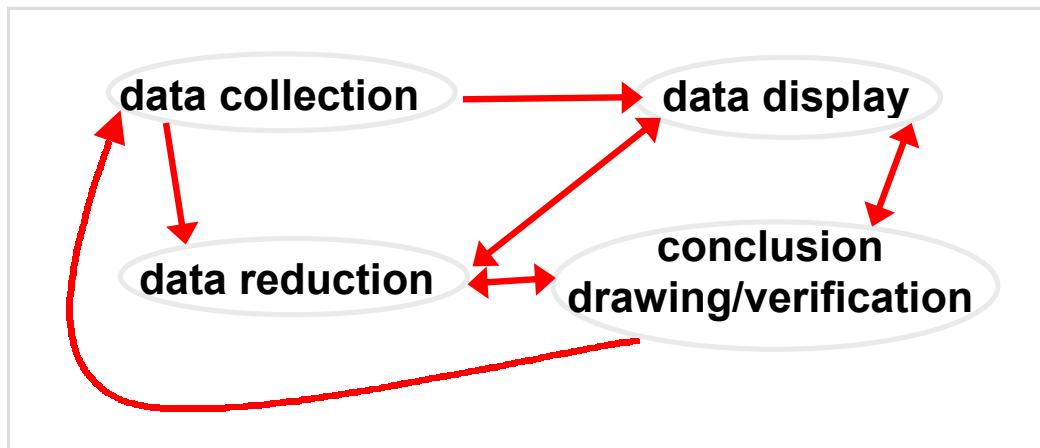 data collection
data display
data reduction
conclusion
drawing/verification